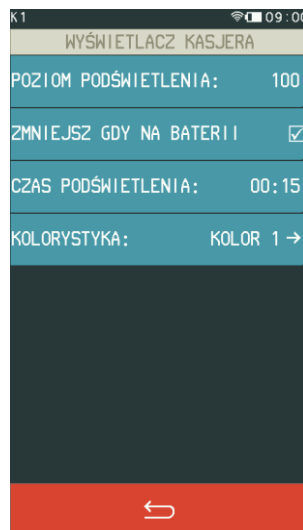 K1 09:00
WYŚWIETLACZ KASJERA
POZIOM PODŚWIETLENIA: 100
ZMNIEJSZ GDY NA BATERII
CZAS PODŚWIETLENIA: 00:15
KOLORYSTYKA: KOLOR 1 →